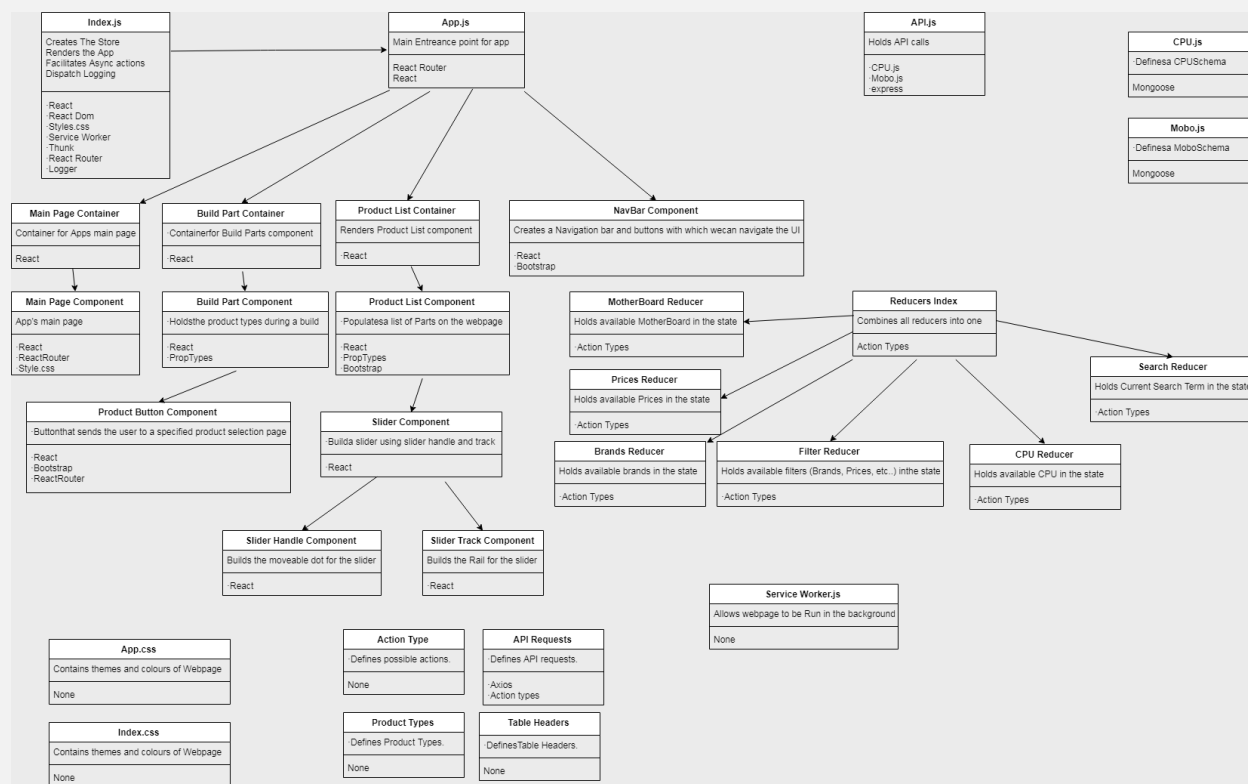 Index.js
Creates The Store
Renders the App
Facilitates Async actions
Dispatch Logging
·React
·React Dom
·Styles.css
·Service Worker
·Thunk
·React Router
·Logger
App.js
Main Entreance point for app
React Router
React
API.js
Holds API calls
·CPU.js
·Mobo.js
·express
CPU.js
·Definesa CPUSchema
Mongoose
Mobo.js
·Definesa MoboSchema
Mongoose
Main Page Container
Container for Apps main page
React
Build Part Container
·Containerfor Build Parts component
·React
Product List Container
Renders Product List component
·React
NavBar Component
Creates a Navigation bar and buttons with which wecan navigate the UI
·React
·Bootstrap
Main Page Component
App's main page
·React
·ReactRouter
·Style.css
Build Part Component
·Holdsthe product types during a build
·React
·PropTypes
Product List Component
·Populatesa list of Parts on the webpage
·React
·PropTypes
·Bootstrap
MotherBoard Reducer
Holds available MotherBoard in the state
·Action Types
Reducers Index
Combines all reducers into one
Action Types
Search Reducer
Holds Current Search Term in the state
·Action Types
Prices Reducer
Holds available Prices in the state
·Action Types
Product Button Component
·Buttonthat sends the user to a specified product selection page
·React
·Bootstrap
·ReactRouter
Slider Component
·Builda slider using slider handle and track
·React
Brands Reducer
Holds available brands in the state
·Action Types
Filter Reducer
Holds available filters (Brands, Prices, etc..) inthe state
·Action Types
CPU Reducer
Holds available CPU in the state
·Action Types
Slider Handle Component
Builds the moveable dot for the slider
·React
Slider Track Component
Builds the Rail for the slider
·React
Service Worker.js
Allows webpage to be Run in the background
None
App.css
Contains themes and colours of Webpage
None
Action Type
·Defines possible actions.
None
API Requests
·Defines API requests.
·Axios
·Action types
Index.css
Contains themes and colours of Webpage
None
Product Types
·Defines Product Types.
None
Table Headers
·DefinesTable Headers.
None